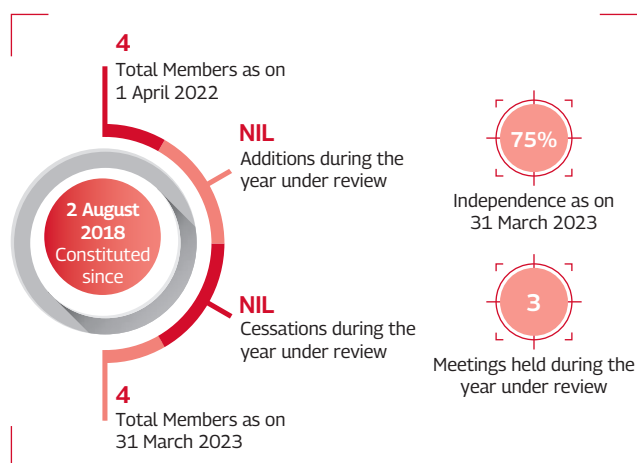 4
Total Members as on
1 April 2022
NIL
Additions during the
year under review
2 August
2018
Constituted
since
NIL
Cessations during the
year under review
4
Total Members as on
31 March 2023
75%
Independence as on
31 March 2023
3
Meetings held during the
year under review